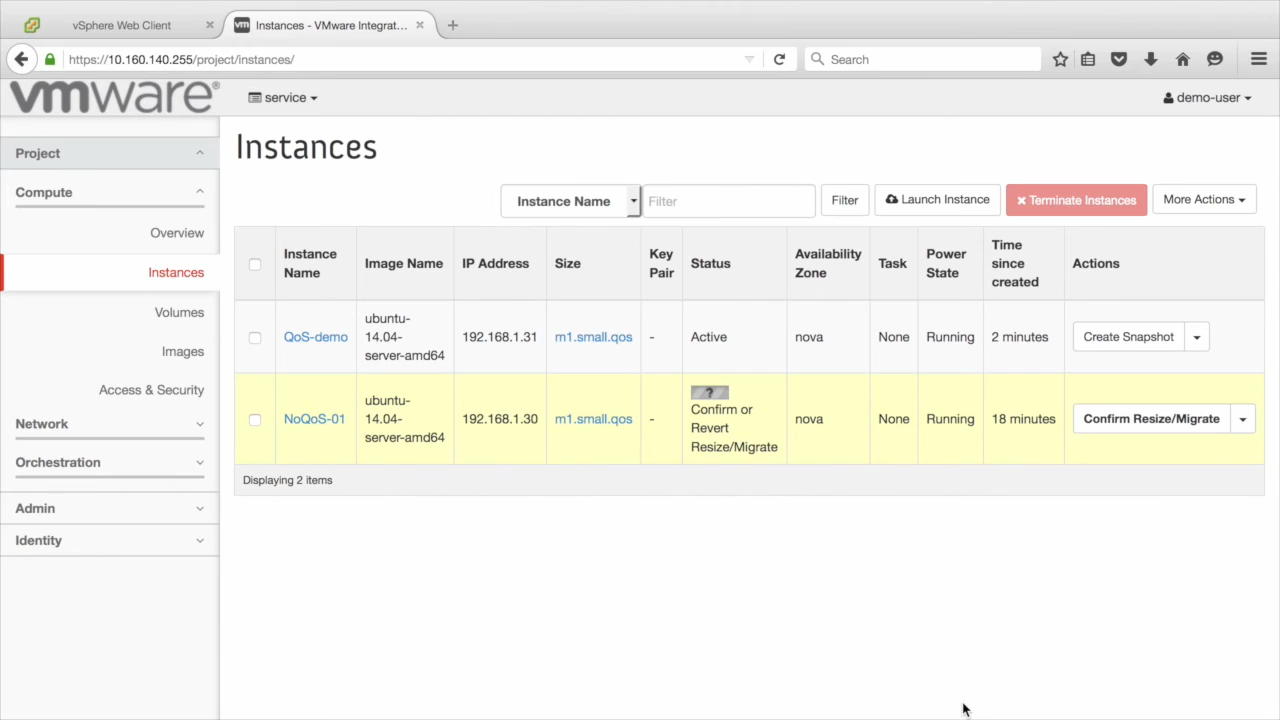 vSphere Web Client
vm Instances - VMware Integrat...
https://10.160.140.255/project/instances/
Search
vmware®
service
demo-user
Project
Compute
Overview
Instances
Volumes
Images
Access & Security
Network
Orchestration
Admin
Identity
Instances
Instance Name
Filter
Filter
Launch Instance
Terminate Instances
More Actions
Instance Name
Image Name
IP Address
Size
Key Pair
Status
Availability Zone
Task
Power State
Time since created
Actions
QoS-demo
ubuntu-
14.04-
server-amd64
192.168.1.31
m1.small.qos
-
Active
nova
None
Running
2 minutes
Create Snapshot
NoQoS-01
ubuntu-
14.04-
server-amd64
192.168.1.30
m1.small.qos
-
?
Confirm or
Revert
Resize/Migrate
nova
None
Running
18 minutes
Confirm Resize/Migrate
Displaying 2 items